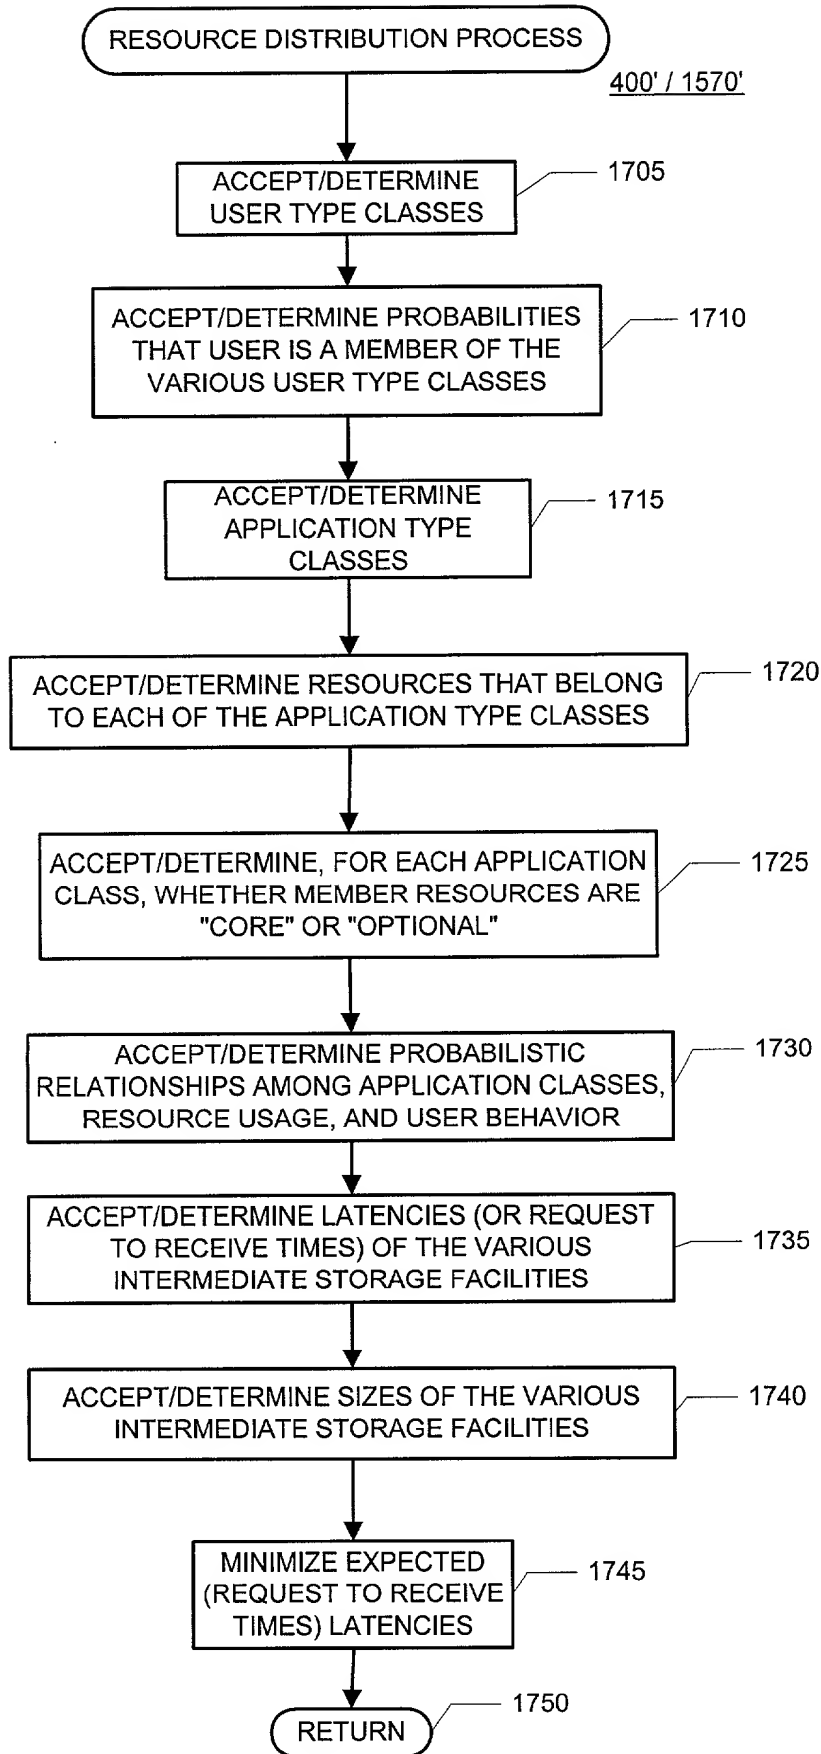 RESOURCE DISTRIBUTION PROCESS
400' / 1570'
ACCEPT/DETERMINE
USER TYPE CLASSES
1705
ACCEPT/DETERMINE PROBABILITIES
THAT USER IS A MEMBER OF THE
VARIOUS USER TYPE CLASSES
1710
ACCEPT/DETERMINE
APPLICATION TYPE
CLASSES
1715
ACCEPT/DETERMINE RESOURCES THAT BELONG
TO EACH OF THE APPLICATION TYPE CLASSES
1720
ACCEPT/DETERMINE, FOR EACH APPLICATION
CLASS, WHETHER MEMBER RESOURCES ARE
"CORE" OR "OPTIONAL"
1725
ACCEPT/DETERMINE PROBABILISTIC
RELATIONSHIPS AMONG APPLICATION CLASSES,
RESOURCE USAGE, AND USER BEHAVIOR
1730
ACCEPT/DETERMINE LATENCIES (OR REQUEST
TO RECEIVE TIMES) OF THE VARIOUS
INTERMEDIATE STORAGE FACILITIES
1735
ACCEPT/DETERMINE SIZES OF THE VARIOUS
INTERMEDIATE STORAGE FACILITIES
1740
MINIMIZE EXPECTED
(REQUEST TO RECEIVE
TIMES) LATENCIES
1745
RETURN
1750